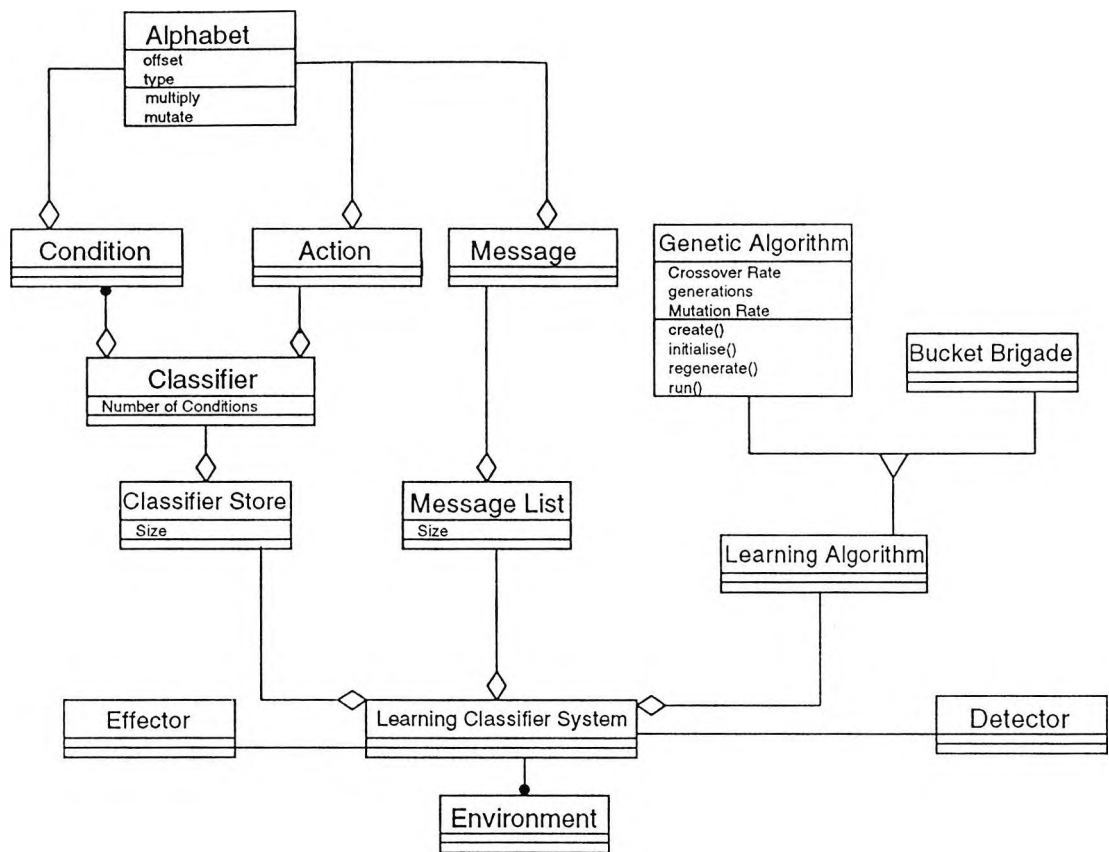 Alphabet
offset
type
multiply
mutate
Condition
Action
Message
Genetic Algorithm
Crossover Rate
generations
Mutation Rate
create()
initialise()
regenerate()
run()
Bucket Brigade
Classifier
Number of Conditions
Classifier Store
Size
Message List
Size
Learning Algorithm
Effector
Learning Classifier System
Detector
Environment